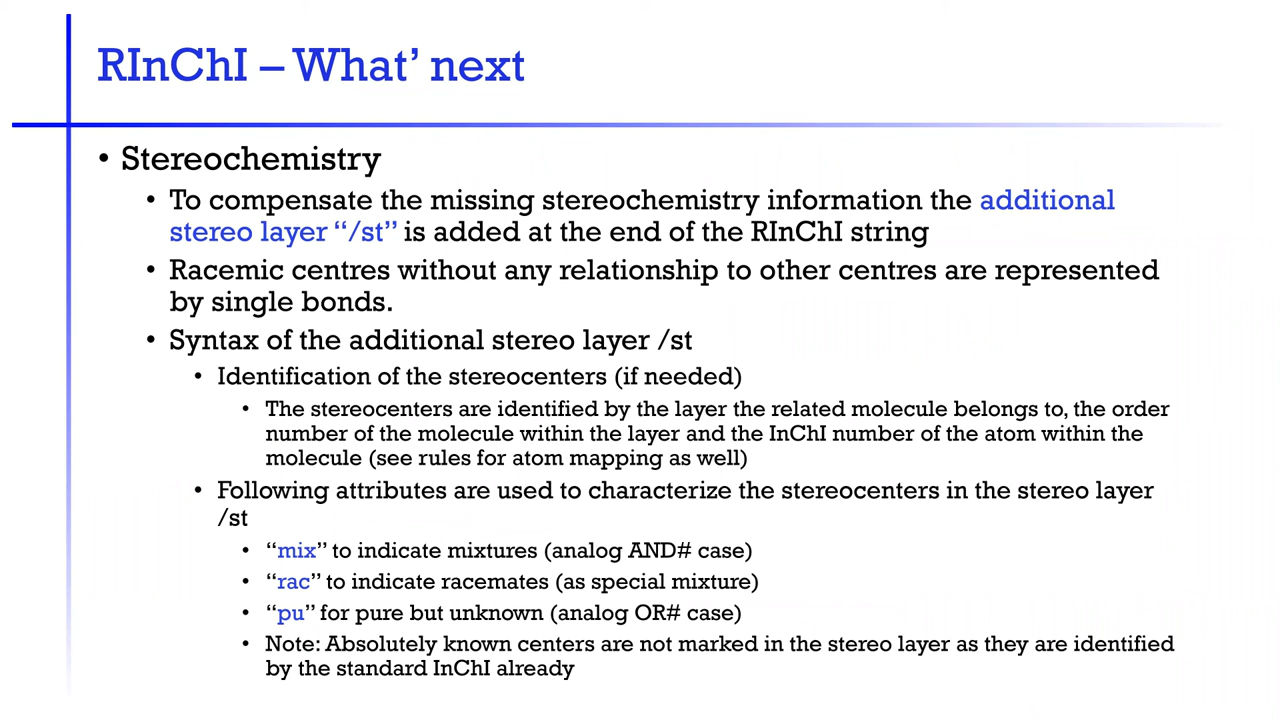 RInChI – What’ next
• Stereochemistry
• To compensate the missing stereochemistry information the additional
stereo layer “/st” is added at the end of the RInChI string
• Racemic centres without any relationship to other centres are represented
by single bonds.
• Syntax of the additional stereo layer /st
• Identification of the stereocenters (if needed)
• The stereocenters are identified by the layer the related molecule belongs to, the order
number of the molecule within the layer and the InChI number of the atom within the
molecule (see rules for atom mapping as well)
• Following attributes are used to characterize the stereocenters in the stereo layer
/st
• “mix” to indicate mixtures (analog AND# case)
• “rac” to indicate racemates (as special mixture)
• “pu” for pure but unknown (analog OR# case)
• Note: Absolutely known centers are not marked in the stereo layer as they are identified
by the standard InChI already